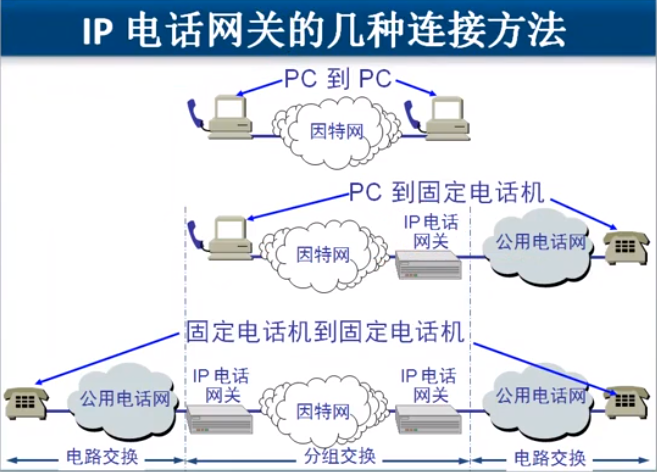 IP 电话网关的几种连接方法
PC 到 PC
因特网
PC 到固定电话机
IP 电话
网关
因特网
公用电话网
固定电话机到固定电话机
公用电话网
IP 电话
网关
因特网
IP 电话
网关
公用电话网
电路交换
分组交换
电路交换